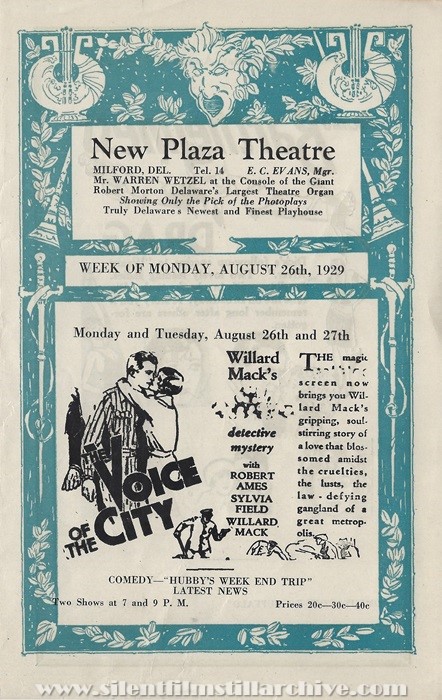 New Plaza Theatre
MILFORD, DEL. Tel. 14 E. C. EVANS, Mgr.
Mr. WARREN WETZEL at the Console of the Giant
Robert Morton Delaware's Largest Theatre Organ
Showing Only the Pick of the Photoplays
Truly Delaware's Newest and Finest Playhouse
WEEK OF MONDAY, AUGUST 26th, 1929
Monday and Tuesday, August 26th and 27th
THE VOICE
OF THE CITY
Willard
Mack's
detective
mystery
with
ROBERT
AMES
SYLVIA
FIELD
WILLARD
MACK
THE magic
screen now
brings you Wil-
lard Mack's
gripping, soul-
stirring story of
a love that blos-
somed amidst
the cruelties,
the lusts, the
law-defying
gangland of a
great metrop-
olis.
COMEDY—"HUBBY'S WEEK END TRIP"
LATEST NEWS
Two Shows at 7 and 9 P. M. Prices 20c—30c—40c
www.silentfilmstillarchive.com